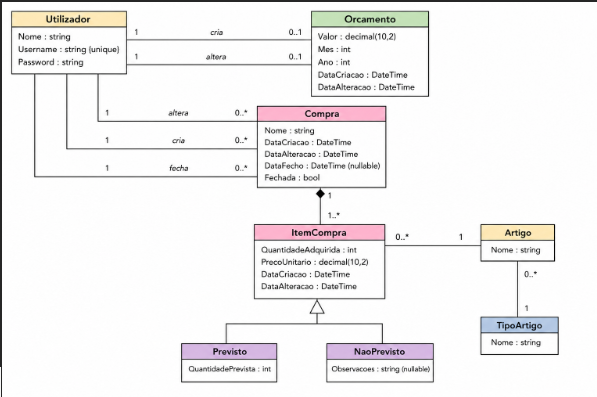 Utilizador
Nome : string
Username : string (unique)
Password : string
1 cria 0..1
1 altera 0..1
Orcamento
Valor : decimal(10,2)
Mes : int
Ano : int
DataCriacao : DateTime
DataAlteracao : DateTime
1 altera 0..*
1 cria 0..*
1 fecha 0..*
Compra
Nome : string
DataCriacao : DateTime
DataAlteracao : DateTime
DataFecho : DateTime (nullable)
Fechada : bool
1
1..*
ItemCompra
QuantidadeAdquirida : int
PrecoUnitario : decimal(10,2)
DataCriacao : DateTime
DataAlteracao : DateTime
0..* 1
Artigo
Nome : string
0..*
1
TipoArtigo
Nome : string
Previsto
QuantidadePrevista : int
NaoPrevisto
Observacoes : string (nullable)